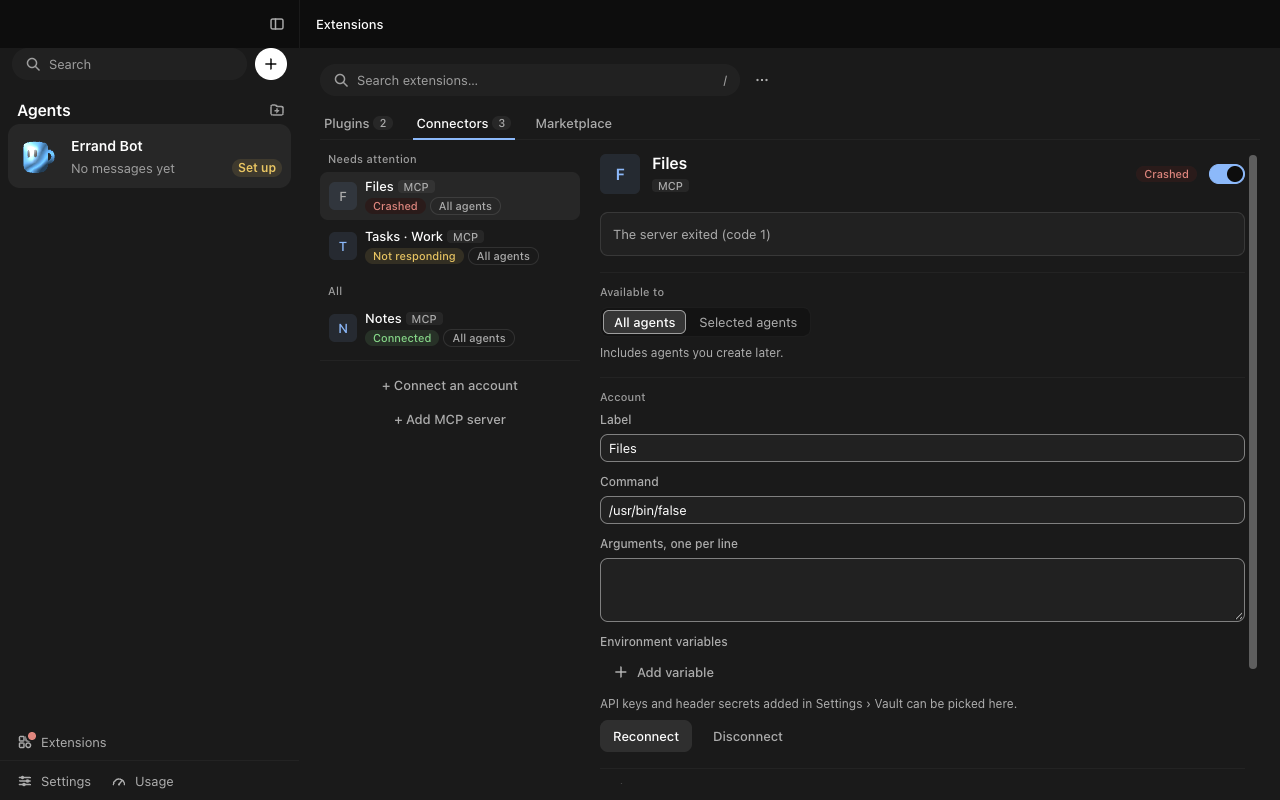 Extensions
Search
Agents
Errand Bot
No messages yet
Set up
Extensions
Settings
Usage
Search extensions...
/
Plugins 2
Connectors 3
Marketplace
Needs attention
F
Files MCP
Crashed All agents
T
Tasks · Work MCP
Not responding All agents
All
N
Notes MCP
Connected All agents
+ Connect an account
+ Add MCP server
F
Files
MCP
Crashed
The server exited (code 1)
Available to
All agents Selected agents
Includes agents you create later.
Account
Label
Files
Command
/usr/bin/false
Arguments, one per line
Environment variables
Add variable
API keys and header secrets added in Settings › Vault can be picked here.
Reconnect Disconnect